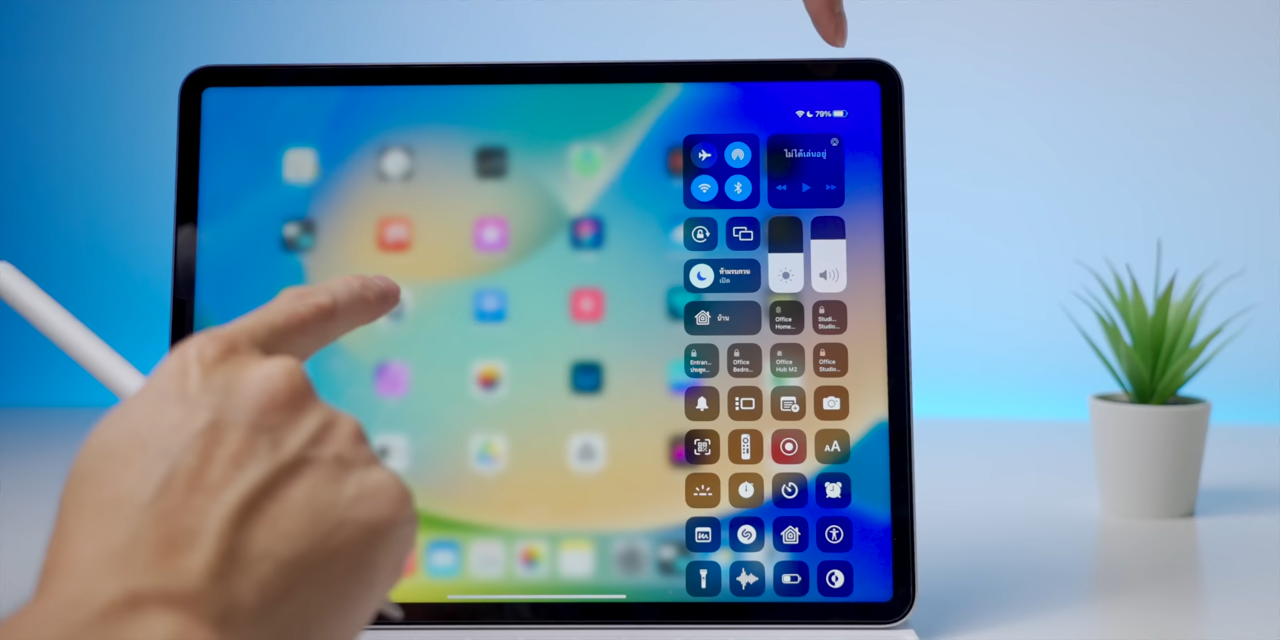 79%
ไม่ได้เล่นอยู่
ห้ามรบกวน
เปิด
บ้าน
Office
Home...
Studi...
Studio...
Entran...
ประตูห...
Office
Bedro...
Office
Hub M2
Office
Studio...
AA